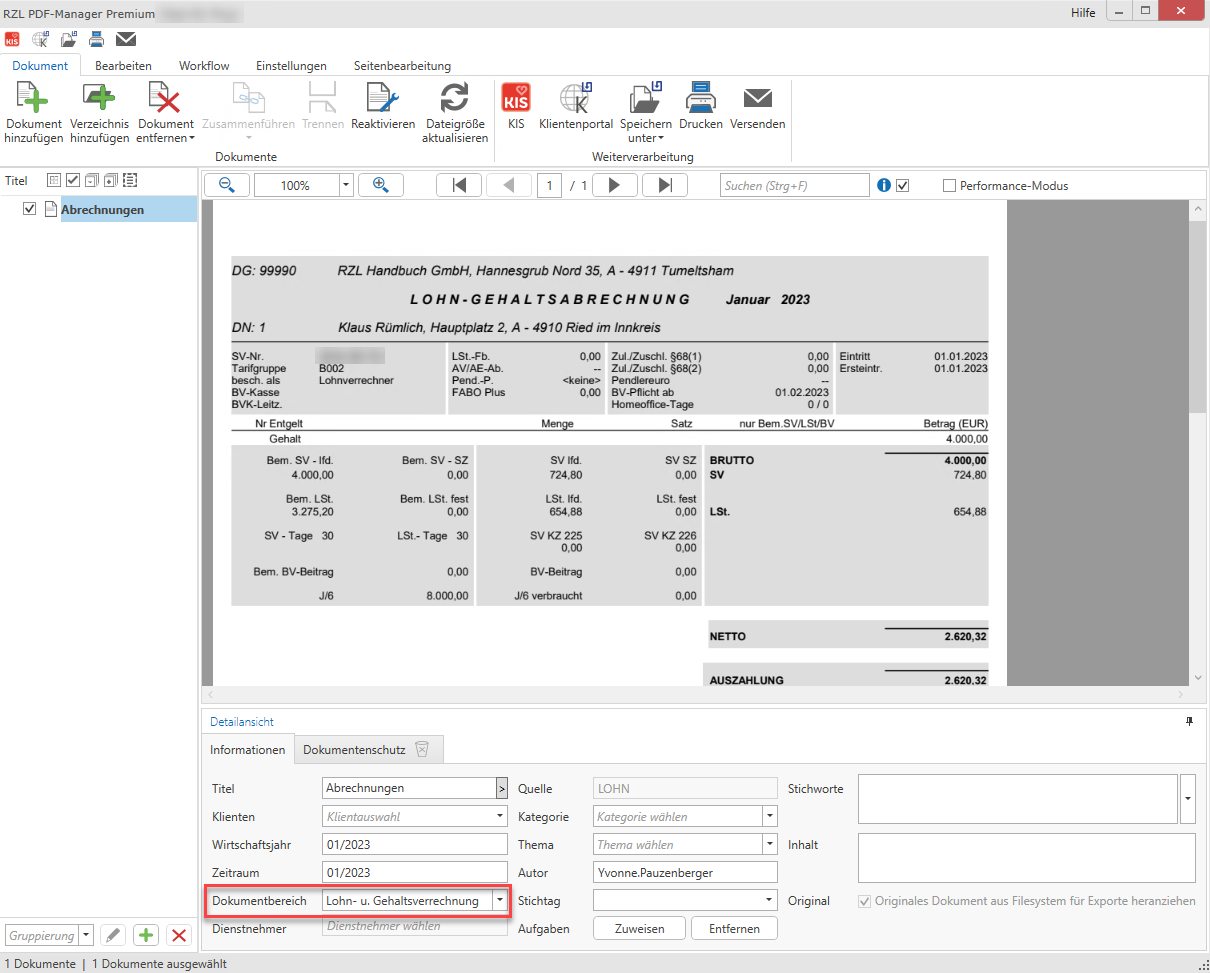 RZL PDF-Manager Premium
Hilfe
KIS
Dokument Bearbeiten Workflow Einstellungen Seitenbearbeitung
Dokument hinzufügen
Verzeichnis hinzufügen
Dokument entfernen
Zusammenführen
Trennen
Reaktivieren
Dateigröße aktualisieren
KIS
KIS
Klientenportal
Speichern unter
Drucken
Versenden
Dokumente
Weiterverarbeitung
Titel
Abrechnungen
100%
1 / 1
Suchen (Strg+F)
Performance-Modus
DG: 99990 RZL Handbuch GmbH, Hannesgrub Nord 35, A - 4911 Tumeltsham
LOHN-GEHALTSABRECHNUNG Januar 2023
DN: 1 Klaus Rümlich, Hauptplatz 2, A - 4910 Ried im Innkreis
SV-Nr. LSt.-Fb. 0,00 Zul./Zuschl. §68(1) 0,00 Eintritt 01.01.2023
Tarifgruppe B002 AV/AE-Ab. -- Zul./Zuschl. §68(2) 0,00 Ersteintr. 01.01.2023
besch. als Lohnverrechner Pend.-P. <keine> Pendlereuro --
BV-Kasse FABO Plus 0,00 BV-Pflicht ab 01.02.2023
BVK-Leitz. Homeoffice-Tage 0 / 0
Nr Entgelt Menge Satz nur Bem.SV/LSt/BV Betrag (EUR)
Gehalt 4.000,00
Bem. SV - lfd. Bem. SV - SZ SV lfd. SV SZ BRUTTO 4.000,00
4.000,00 0,00 724,80 0,00 SV 724,80
Bem. LSt. Bem. LSt. fest LSt. lfd. LSt. fest
3.275,20 0,00 654,88 0,00 LSt. 654,88
SV - Tage 30 LSt.- Tage 30 SV KZ 225 SV KZ 226
0,00 0,00
Bem. BV-Beitrag 0,00 BV-Beitrag 0,00
J/6 8.000,00 J/6 verbraucht 0,00
NETTO 2.620,32
AUSZAHLUNG 2.620,32
Detailansicht
Informationen Dokumentenschutz
Titel Abrechnungen > Quelle LOHN Stichworte
Klienten Klientauswahl Kategorie Kategorie wählen
Wirtschaftsjahr 01/2023 Thema Thema wählen Inhalt
Zeitraum 01/2023 Autor Yvonne.Pauzenberger
Dokumentbereich Lohn- u. Gehaltsverrechnung Stichtag Original Originales Dokument aus Filesystem für Exporte heranziehen
Dienstnehmer Dienstnehmer wählen Aufgaben Zuweisen Entfernen
Gruppierung
1 Dokumente | 1 Dokumente ausgewählt